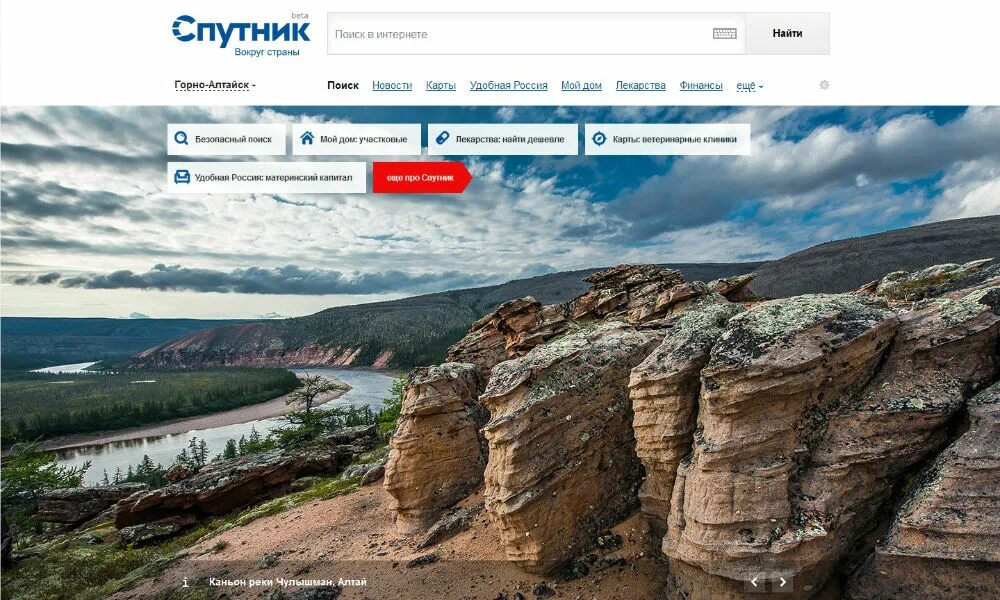 beta
Спутник
Вокруг страны
Поиск в интернете
Найти
Горно-Алтайск
Поиск Новости Карты Удобная Россия Мой дом Лекарства Финансы ещё
Безопасный поиск Мой дом: участковые Лекарства: найти дешевле Карты: ветеринарные клиники
Удобная Россия: материнский капитал еще про Спутник
i Каньон реки Чулышман, Алтай